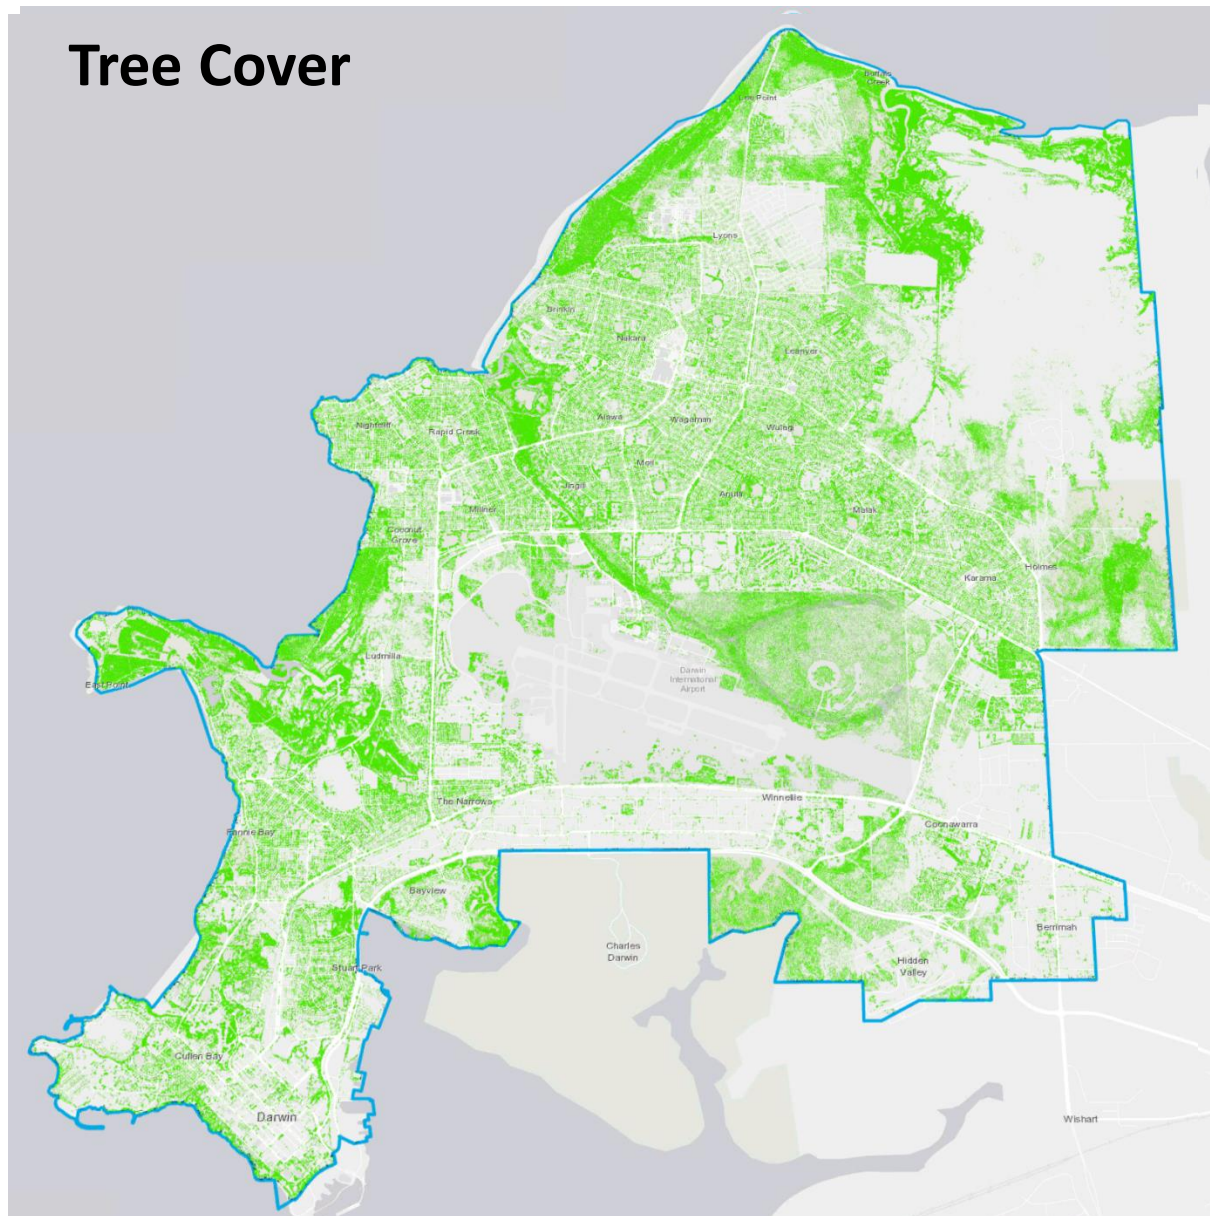 Tree Cover
Buffalo
Creek
Lee Point
Lyons
Brinkin
Nakara
Leanyer
Alawa
Wagaman
Nightcliff
Rapid Creek
Wulagi
Moil
Jingili
Anula
Millner
Malak
Coconut
Grove
Holmes
Karama
Ludmilla
Darwin
International
Airport
East Point
Winnellie
The Narrows
Coonawarra
Fannie Bay
Bayview
Berrimah
Charles
Darwin
Hidden
Valley
Stuart Park
Cullen Bay
Darwin
Wishart